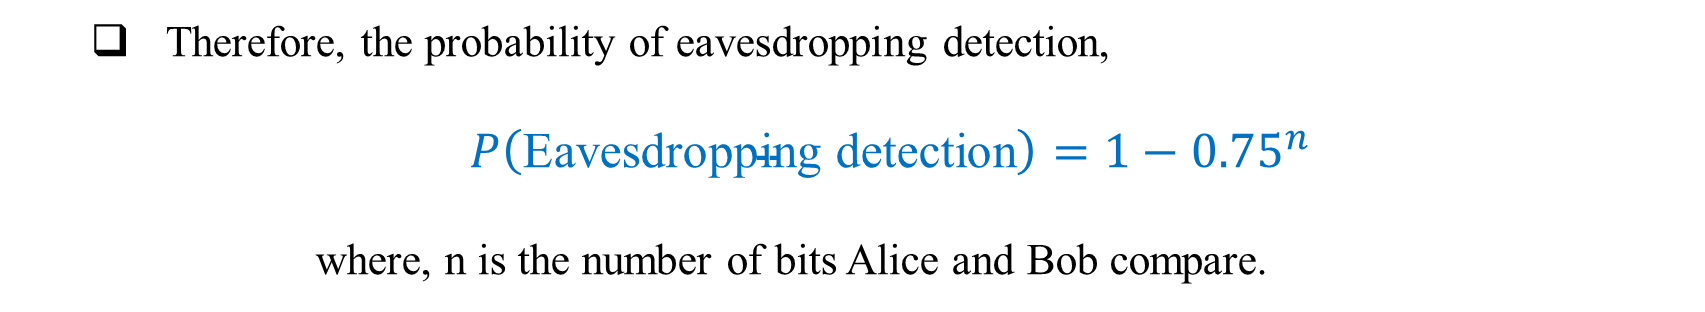 ❑ Therefore, the probability of eavesdropping detection,
P(Eavesdropping detection) = 1 − 0.75ⁿ
where, n is the number of bits Alice and Bob compare.